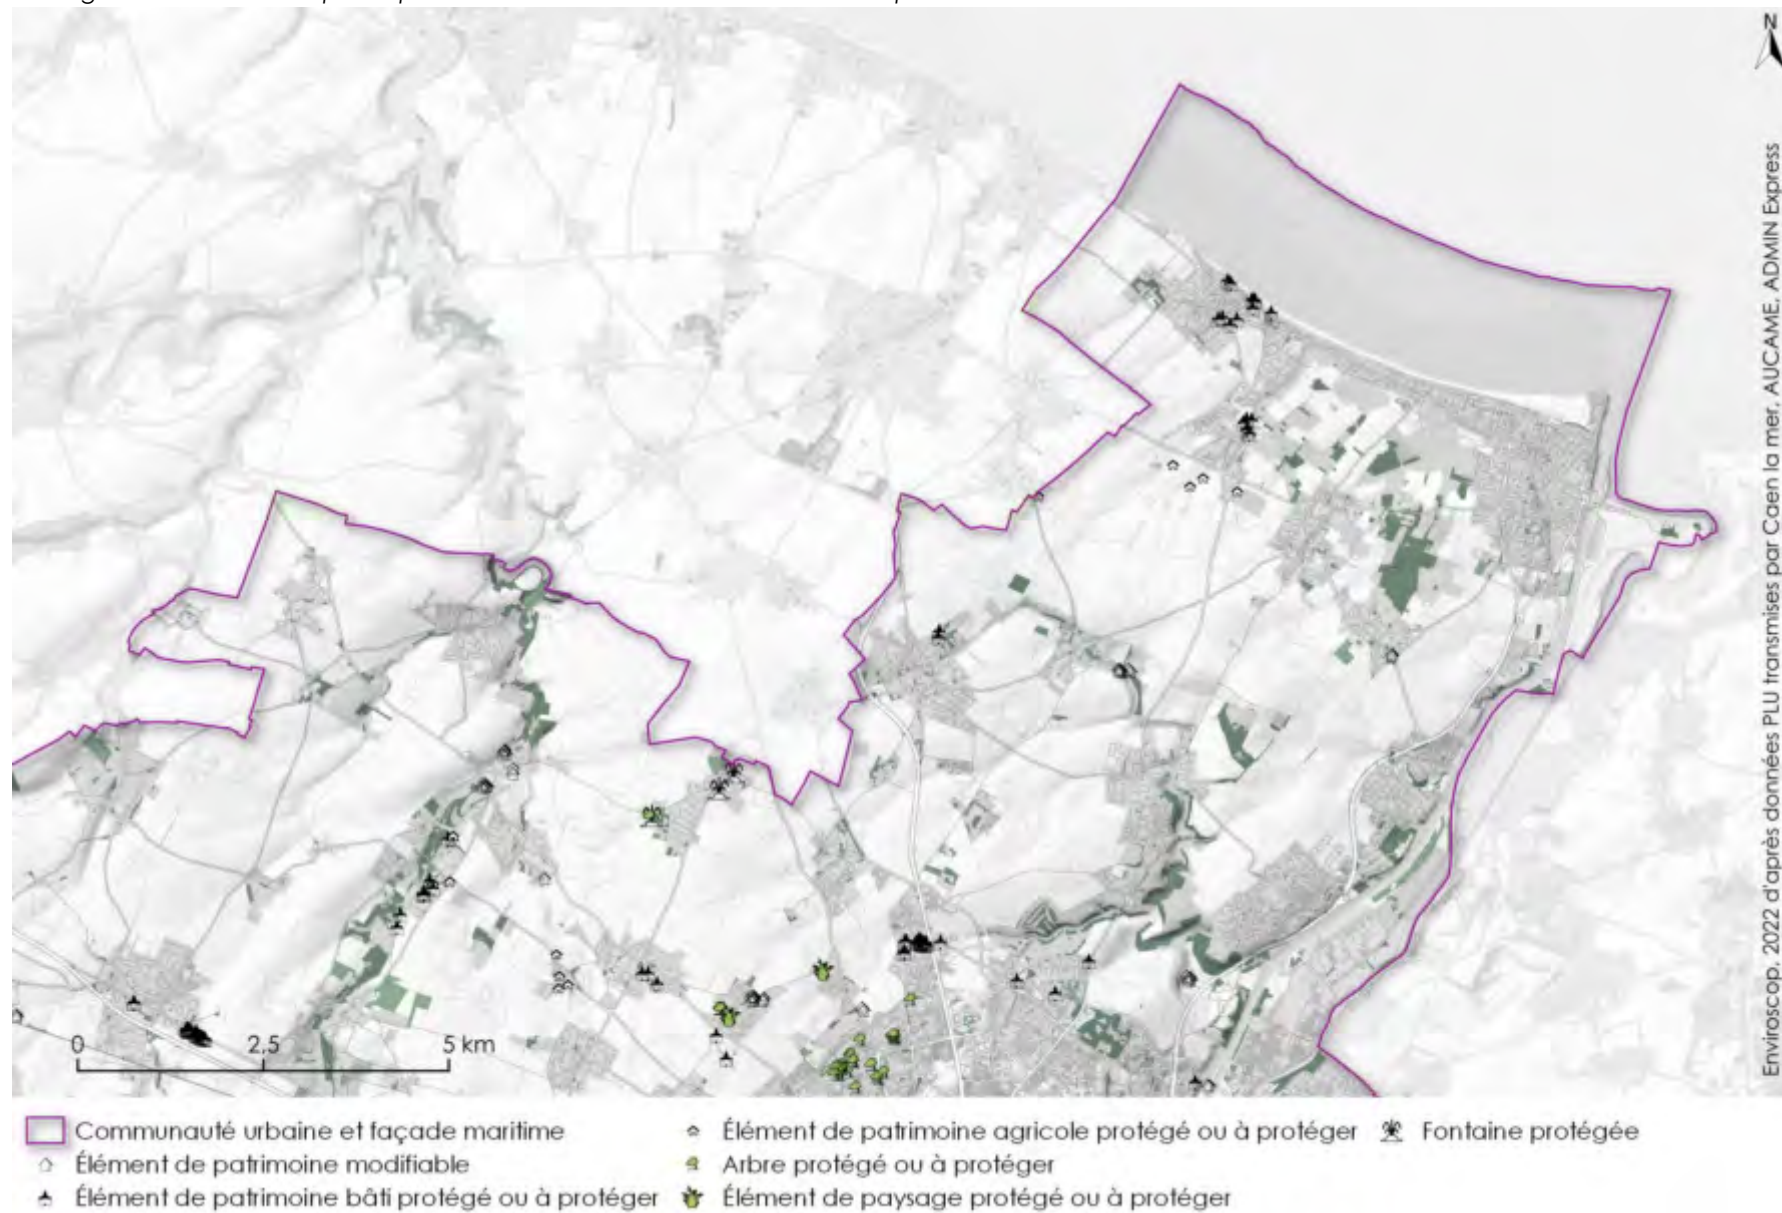 N
Enviroscop, 2022 d'après données PLU transmises par Caen la mer, AUCAME, ADMIN Express
0 2,5 5 km
Communauté urbaine et façade maritime
Élément de patrimoine modifiable
Élément de patrimoine bâti protégé ou à protéger
Élément de patrimoine agricole protégé ou à protéger
Arbre protégé ou à protéger
Élément de paysage protégé ou à protéger
Fontaine protégée